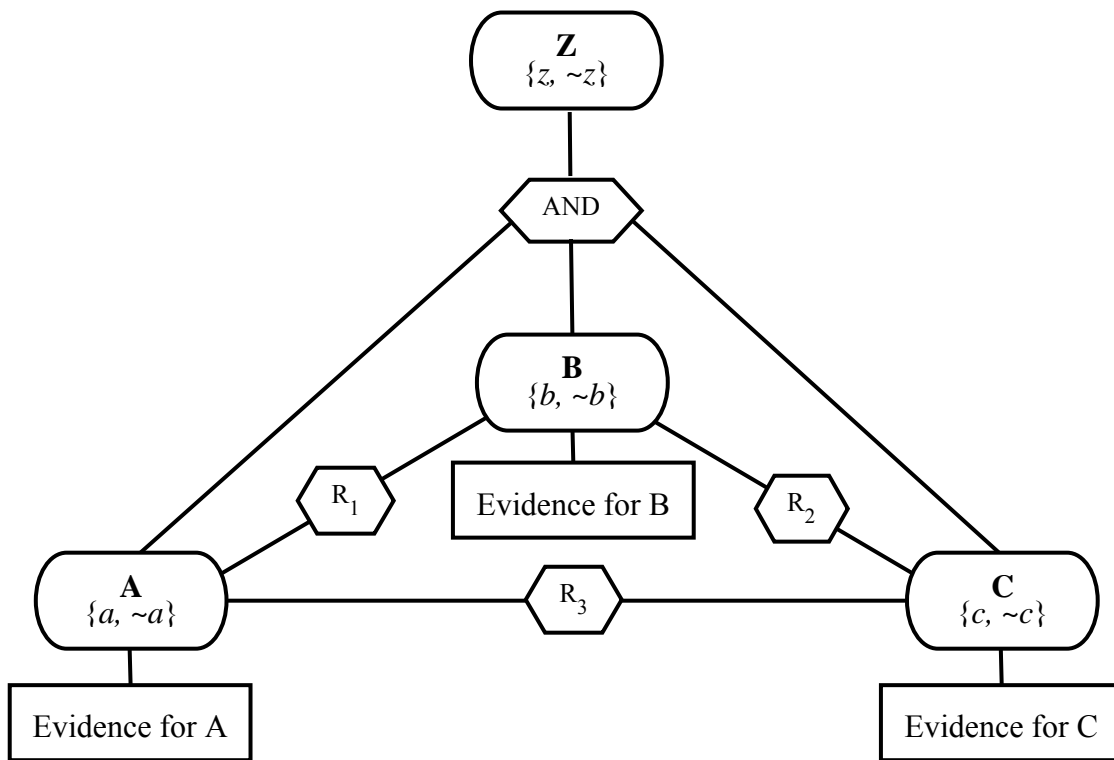 Z
{z, ~z}
AND
B
{b, ~b}
R1
Evidence for B
R2
A
{a, ~a}
R3
C
{c, ~c}
Evidence for A
Evidence for C